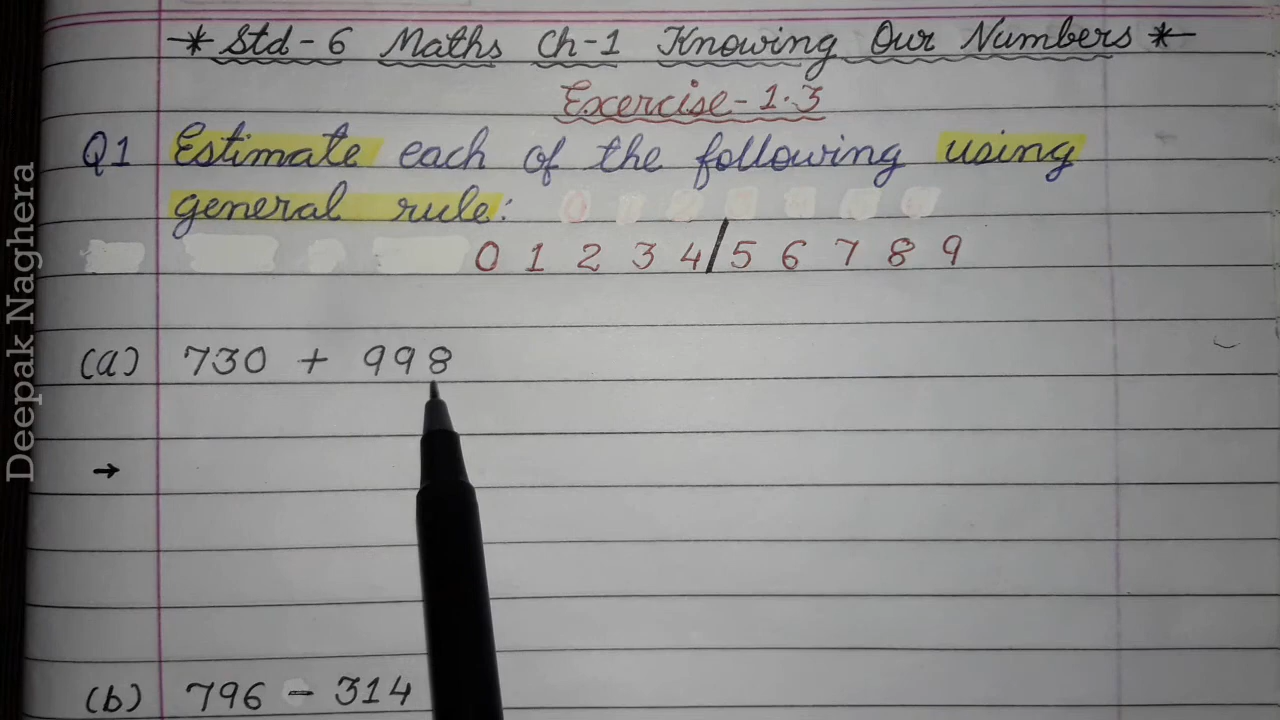 * Std-6 Maths Ch-1 Knowing Our Numbers *
Exercise-1.3
Q1 Estimate each of the following using
general rule:
0 1 2 3 4/5 6 7 8 9
(a) 730 + 998
→
(b) 796 - 314
Deepak Naghera